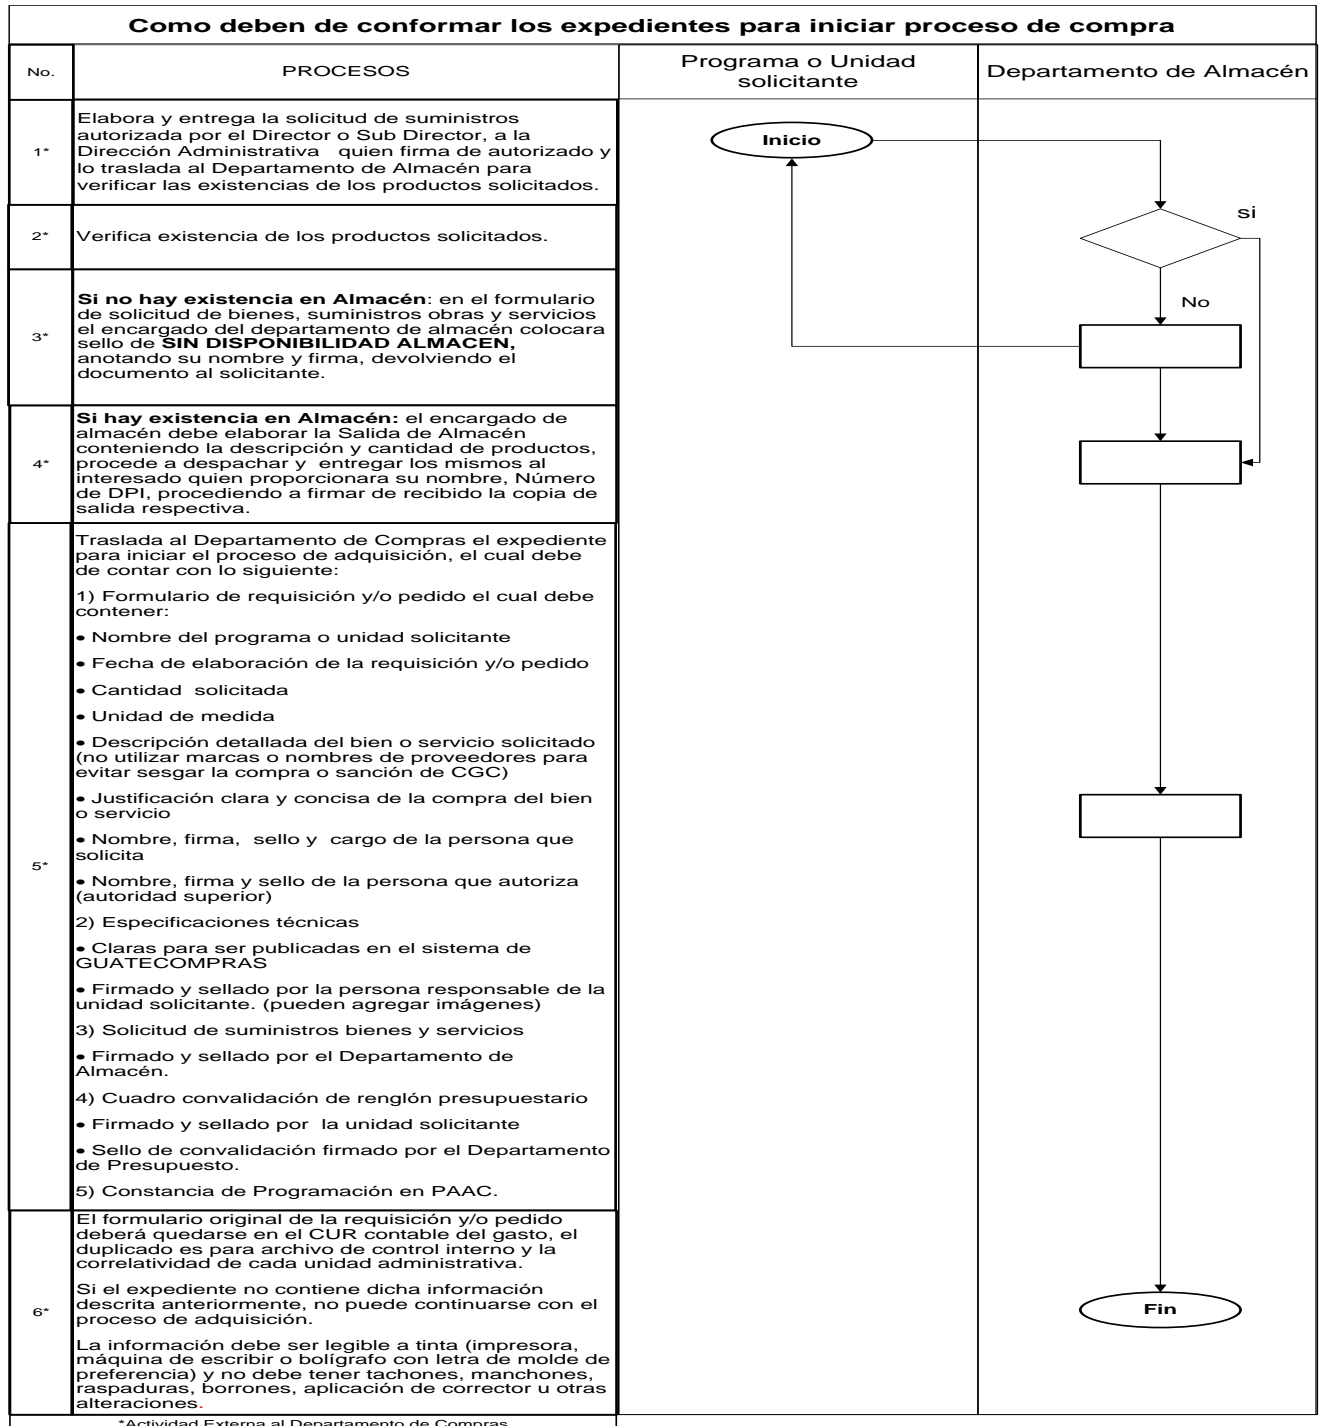 Como deben de conformar los expedientes para iniciar proceso de compra
No.
PROCESOS
Programa o Unidad
solicitante
Departamento de Almacén
1*
Elabora y entrega la solicitud de suministros
autorizada por el Director o Sub Director, a la
Dirección Administrativa quien firma de autorizado y
lo traslada al Departamento de Almacén para
verificar las existencias de los productos solicitados.
Inicio
2*
Verifica existencia de los productos solicitados.
si
No
3*
Si no hay existencia en Almacén: en el formulario
de solicitud de bienes, suministros obras y servicios
el encargado del departamento de almacén colocara
sello de SIN DISPONIBILIDAD ALMACEN,
anotando su nombre y firma, devolviendo el
documento al solicitante.
4*
Si hay existencia en Almacén: el encargado de
almacén debe elaborar la Salida de Almacén
conteniendo la descripción y cantidad de productos,
procede a despachar y entregar los mismos al
interesado quien proporcionara su nombre, Número
de DPI, procediendo a firmar de recibido la copia de
salida respectiva.
5*
Traslada al Departamento de Compras el expediente
para iniciar el proceso de adquisición, el cual debe
de contar con lo siguiente:
1) Formulario de requisición y/o pedido el cual debe
contener:
• Nombre del programa o unidad solicitante
• Fecha de elaboración de la requisición y/o pedido
• Cantidad solicitada
• Unidad de medida
• Descripción detallada del bien o servicio solicitado
(no utilizar marcas o nombres de proveedores para
evitar sesgar la compra o sanción de CGC)
• Justificación clara y concisa de la compra del bien
o servicio
• Nombre, firma, sello y cargo de la persona que
solicita
• Nombre, firma y sello de la persona que autoriza
(autoridad superior)
2) Especificaciones técnicas
• Claras para ser publicadas en el sistema de
GUATECOMPRAS
• Firmado y sellado por la persona responsable de la
unidad solicitante. (pueden agregar imágenes)
3) Solicitud de suministros bienes y servicios
• Firmado y sellado por el Departamento de
Almacén.
4) Cuadro convalidación de renglón presupuestario
• Firmado y sellado por la unidad solicitante
• Sello de convalidación firmado por el Departamento
de Presupuesto.
5) Constancia de Programación en PAAC.
6*
El formulario original de la requisición y/o pedido
deberá quedarse en el CUR contable del gasto, el
duplicado es para archivo de control interno y la
correlatividad de cada unidad administrativa.
Si el expediente no contiene dicha información
descrita anteriormente, no puede continuarse con el
proceso de adquisición.
La información debe ser legible a tinta (impresora,
máquina de escribir o bolígrafo con letra de molde de
preferencia) y no debe tener tachones, manchones,
raspaduras, borrones, aplicación de corrector u otras
alteraciones.
Fin
*Actividad Externa al Departamento de Compras